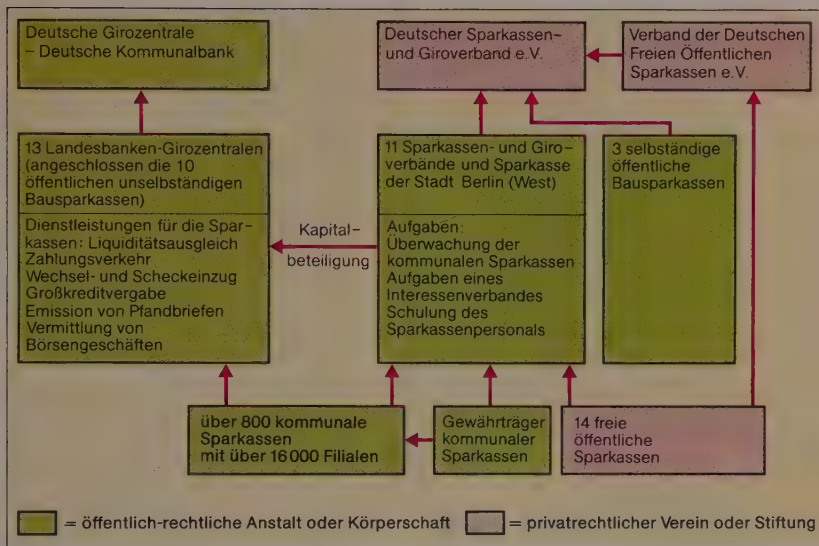 Deutsche Girozentrale
– Deutsche Kommunalbank
Deutscher Sparkassen-
und Giroverband e.V.
Verband der Deutschen
Freien Öffentlichen
Sparkassen e.V.
13 Landesbanken-Girozentralen
(angeschlossen die 10
öffentlichen unselbständigen
Bausparkassen)
Dienstleistungen für die Spar-
kassen: Liquiditätsausgleich
Zahlungsverkehr
Wechsel- und Scheckeinzug
Großkreditvergabe
Emission von Pfandbriefen
Vermittlung von
Börsengeschäften
Kapital-
beteiligung
11 Sparkassen- und Giro-
verbände und Sparkasse
der Stadt Berlin (West)
Aufgaben:
Überwachung der
kommunalen Sparkassen
Aufgaben eines
Interessenverbandes
Schulung des
Sparkassenpersonals
3 selbständige
öffentliche
Bausparkassen
über 800 kommunale
Sparkassen
mit über 16000 Filialen
Gewährträger
kommunaler
Sparkassen
14 freie
öffentliche
Sparkassen
= öffentlich-rechtliche Anstalt oder Körperschaft
= privatrechtlicher Verein oder Stiftung